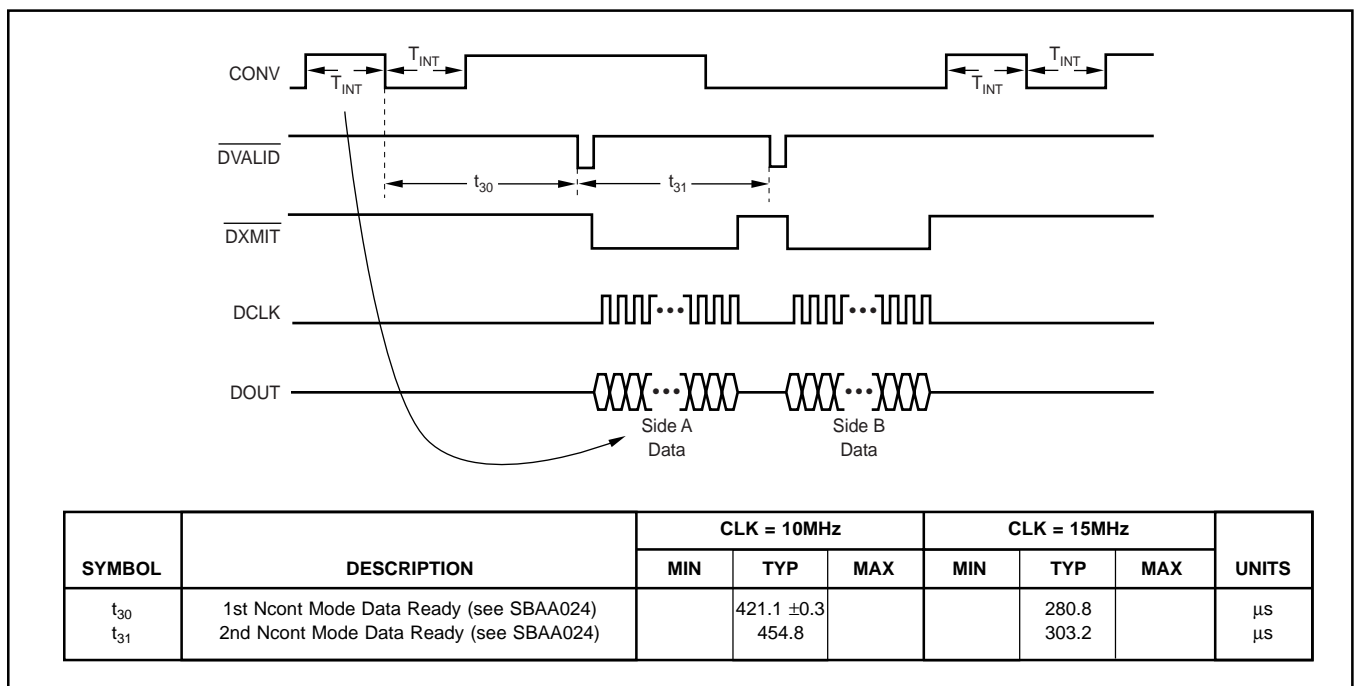 CONV
T_INT T_INT T_INT T_INT
DVALID
t30 t31
DXMIT
DCLK
DOUT
Side A Data
Side B Data
SYMBOL DESCRIPTION CLK = 10MHz CLK = 15MHz UNITS
MIN TYP MAX MIN TYP MAX
t30 1st Ncont Mode Data Ready (see SBAA024) 421.1 ±0.3 280.8 μs
t31 2nd Ncont Mode Data Ready (see SBAA024) 454.8 303.2 μs